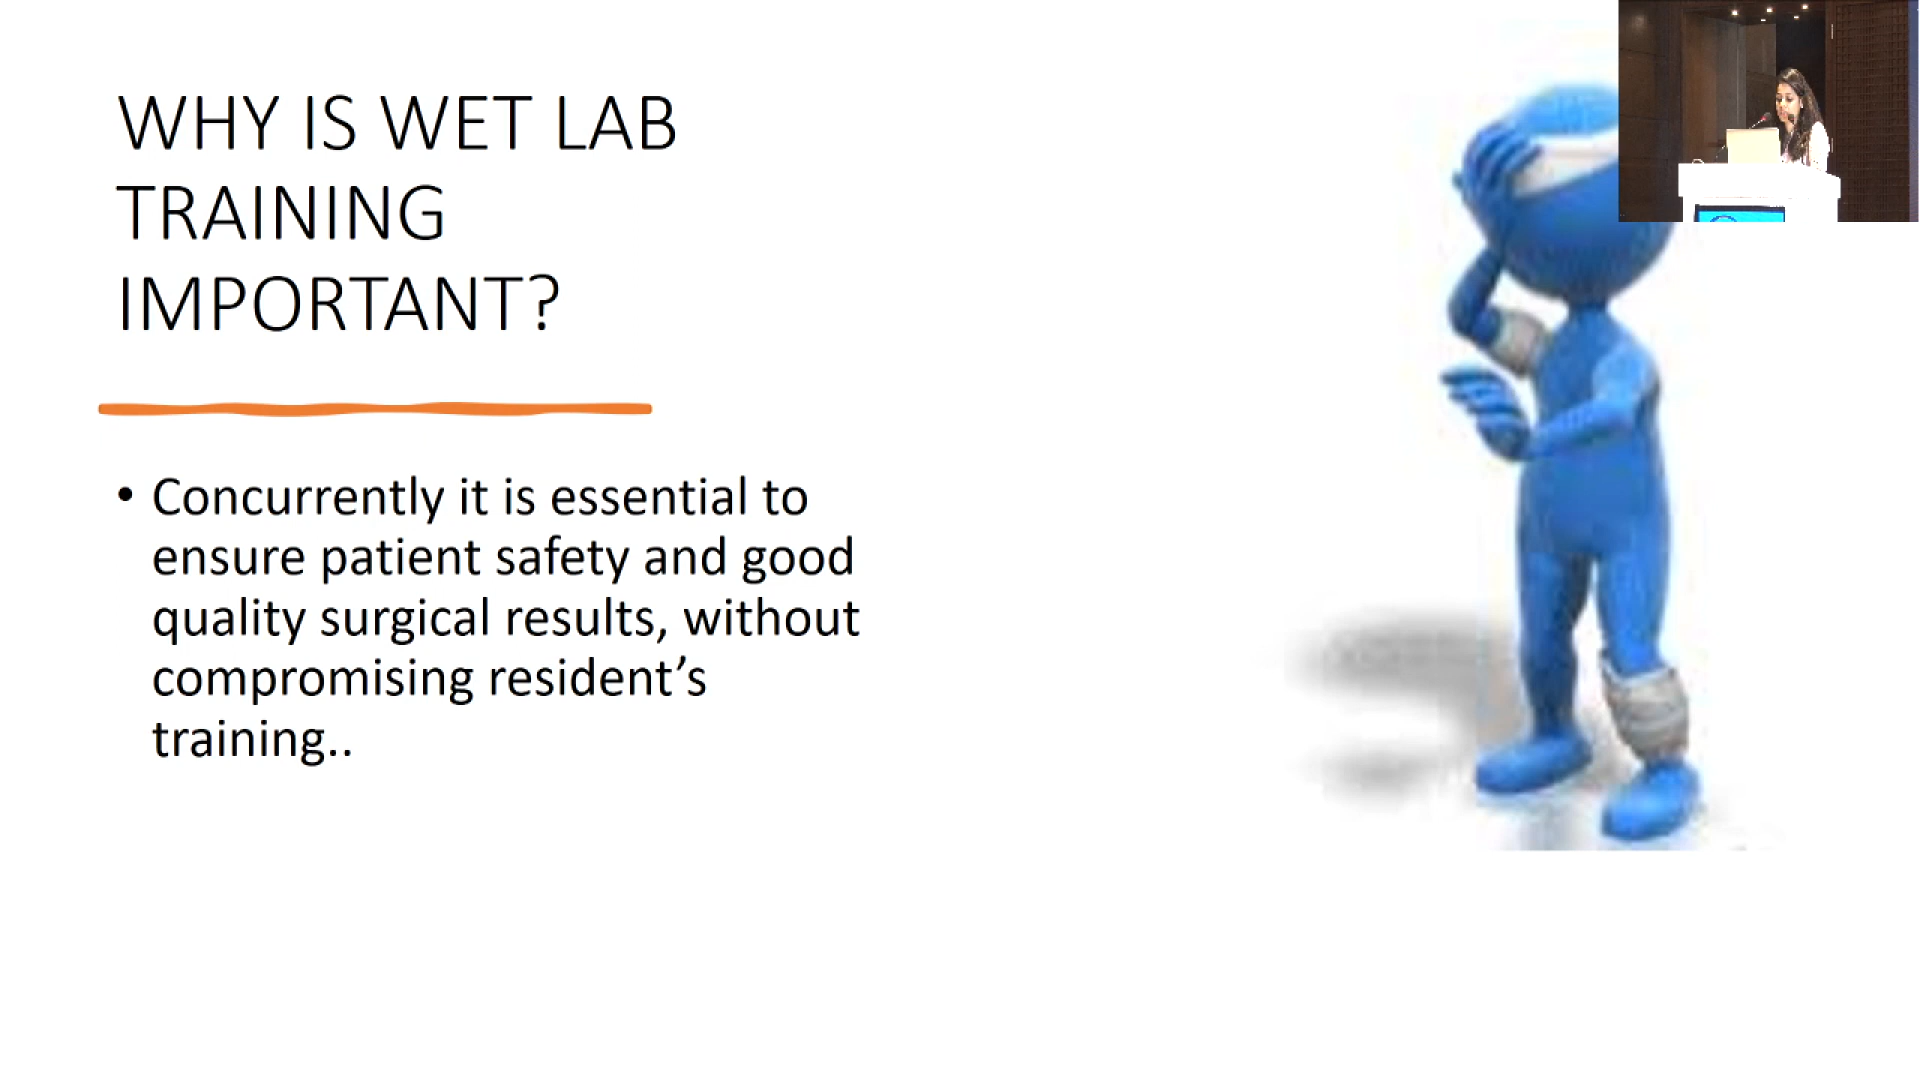 WHY IS WET LAB
TRAINING
IMPORTANT?
• Concurrently it is essential to
ensure patient safety and good
quality surgical results, without
compromising resident’s
training..